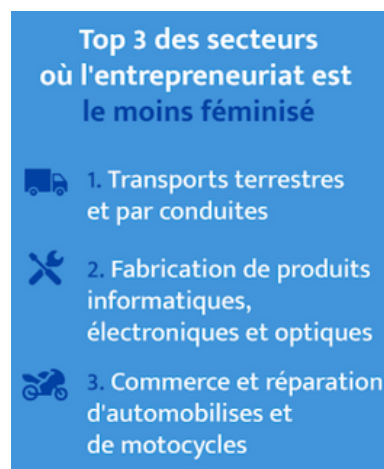 Top 3 des secteurs
où l'entrepreneuriat est
le moins féminisé
1. Transports terrestres
et par conduites
2. Fabrication de produits
informatiques,
électroniques et optiques
3. Commerce et réparation
d'automobilises et
de motocycles